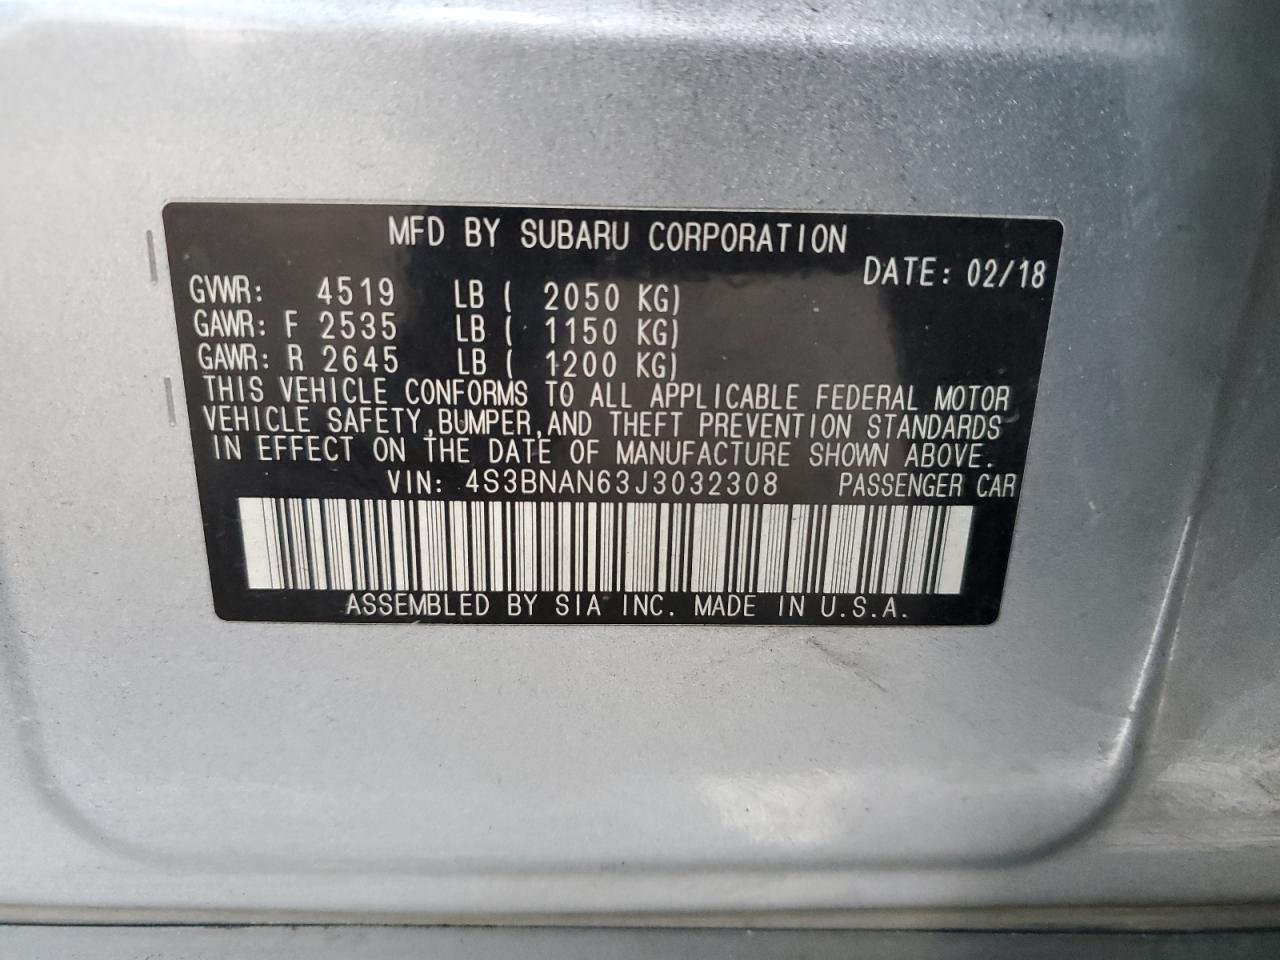 MFD BY SUBARU CORPORATION
DATE: 02/18
GVWR: 4519 LB ( 2050 KG)
GAWR: F 2535 LB ( 1150 KG)
GAWR: R 2645 LB ( 1200 KG)
THIS VEHICLE CONFORMS TO ALL APPLICABLE FEDERAL MOTOR
VEHICLE SAFETY,BUMPER,AND THEFT PREVENTION STANDARDS
IN EFFECT ON THE DATE OF MANUFACTURE SHOWN ABOVE.
VIN: 4S3BNAN63J3032308 PASSENGER CAR
ASSEMBLED BY SIA INC. MADE IN U.S.A.